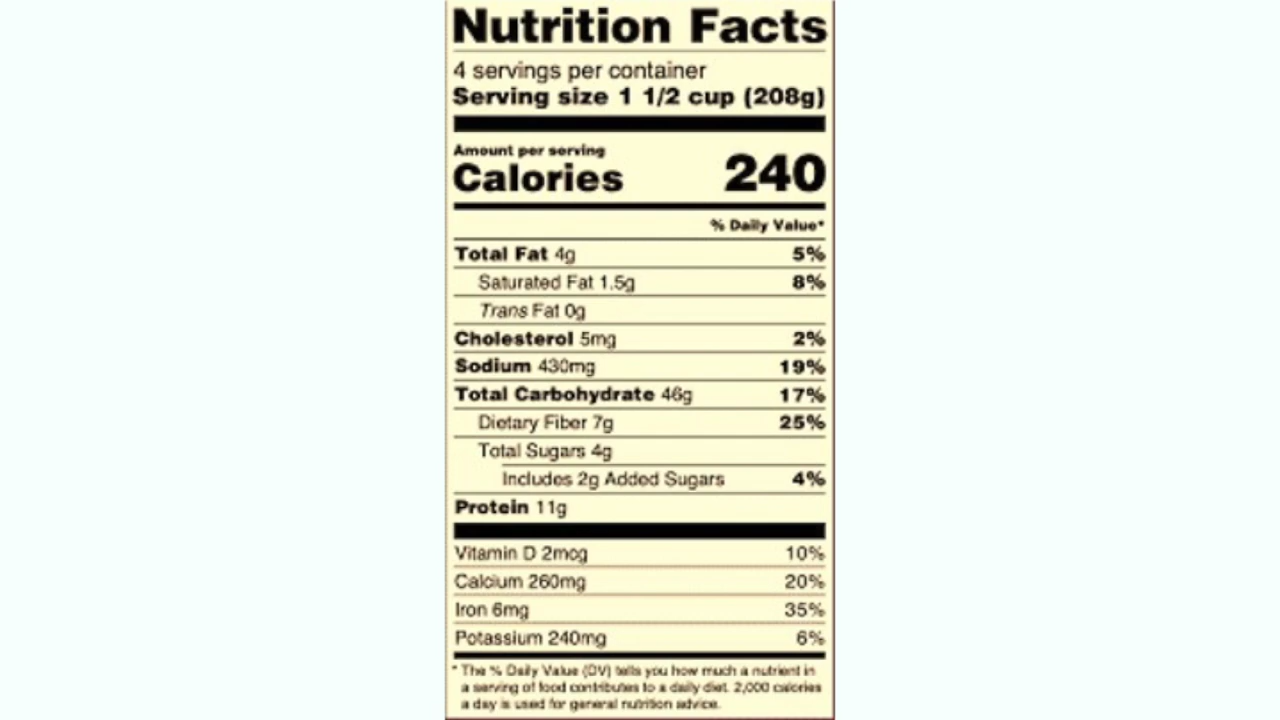 Nutrition Facts
4 servings per container
Serving size 1 1/2 cup (208g)
Amount per serving
Calories 240
% Daily Value*
Total Fat 4g 5%
Saturated Fat 1.5g 8%
Trans Fat 0g
Cholesterol 5mg 2%
Sodium 430mg 19%
Total Carbohydrate 46g 17%
Dietary Fiber 7g 25%
Total Sugars 4g
Includes 2g Added Sugars 4%
Protein 11g
Vitamin D 2mcg 10%
Calcium 260mg 20%
Iron 6mg 35%
Potassium 240mg 6%
* The % Daily Value (DV) tells you how much a nutrient in
a serving of food contributes to a daily diet. 2,000 calories
a day is used for general nutrition advice.